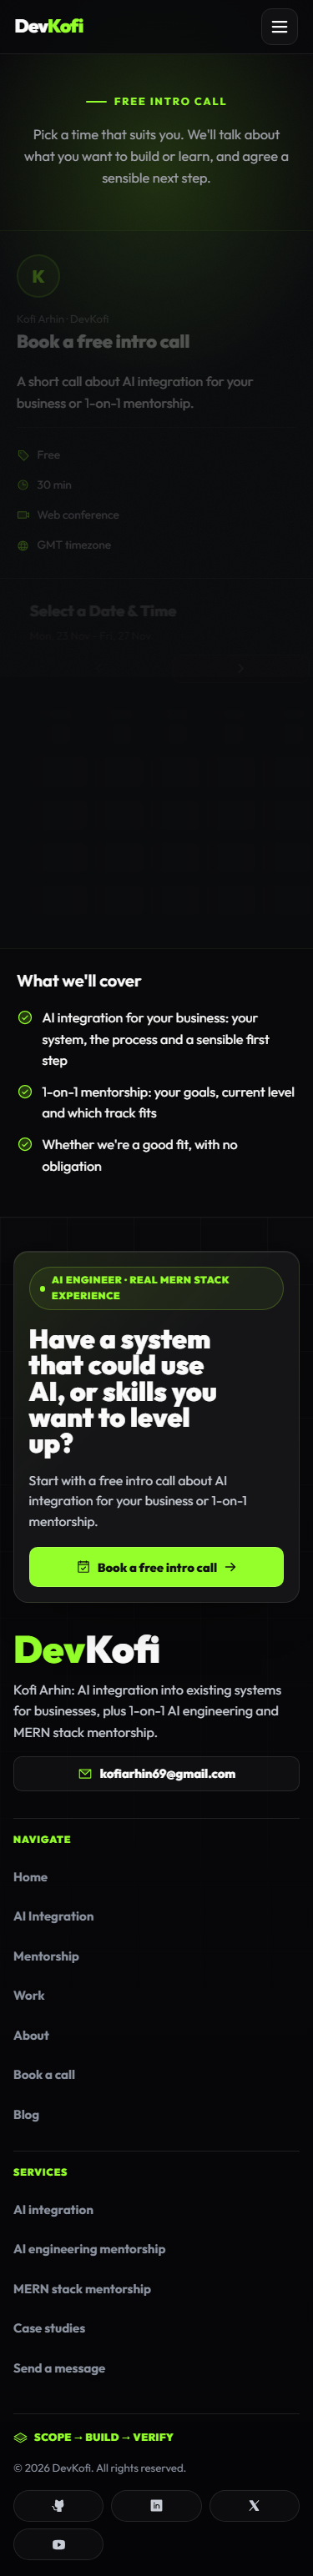 DevKofi
FREE INTRO CALL
Pick a time that suits you. We'll talk about
what you want to build or learn, and agree a
sensible next step.
K
Kofi Arhin · DevKofi
Book a free intro call
A short call about AI integration for your
business or 1-on-1 mentorship.
Free
30 min
Web conference
GMT timezone
Select a Date & Time
What we'll cover
AI integration for your business: your
system, the process and a sensible first
step
1-on-1 mentorship: your goals, current level
and which track fits
Whether we're a good fit, with no
obligation
AI ENGINEER · REAL MERN STACK
EXPERIENCE
Have a system
that could use
AI, or skills you
want to level
up?
Start with a free intro call about AI
integration for your business or 1-on-1
mentorship.
Book a free intro call →
DevKofi
Kofi Arhin: AI integration into existing systems
for businesses, plus 1-on-1 AI engineering and
MERN stack mentorship.
kofiarhin69@gmail.com
NAVIGATE
Home
AI Integration
Mentorship
Work
About
Book a call
Blog
SERVICES
AI integration
AI engineering mentorship
MERN stack mentorship
Case studies
Send a message
SCOPE → BUILD → VERIFY
© 2026 DevKofi. All rights reserved.